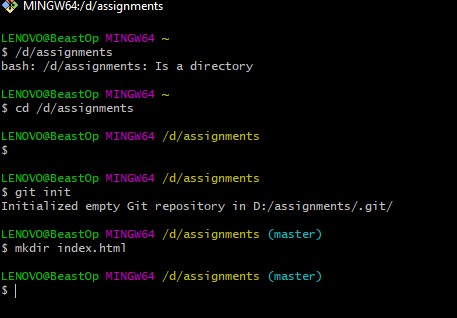 MINGW64:/d/assignments
LENOVO@BeastOp MINGW64 ~
$ /d/assignments
bash: /d/assignments: Is a directory
LENOVO@BeastOp MINGW64 ~
$ cd /d/assignments
LENOVO@BeastOp MINGW64 /d/assignments
$
LENOVO@BeastOp MINGW64 /d/assignments
$ git init
Initialized empty Git repository in D:/assignments/.git/
LENOVO@BeastOp MINGW64 /d/assignments (master)
$ mkdir index.html
LENOVO@BeastOp MINGW64 /d/assignments (master)
$